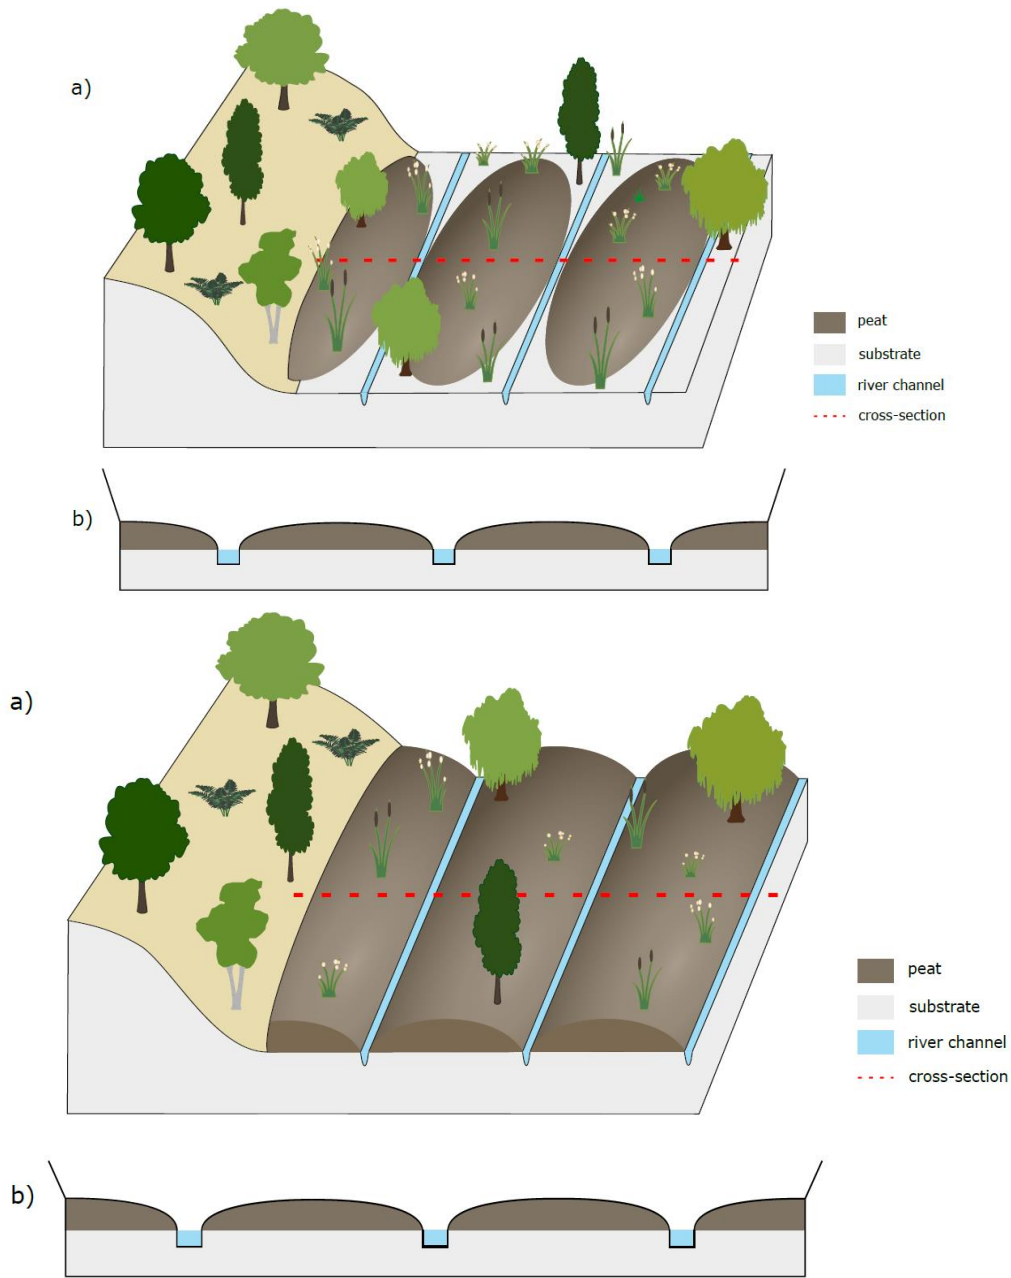 a)
peat
substrate
river channel
cross-section
b)
a)
peat
substrate
river channel
cross-section
b)